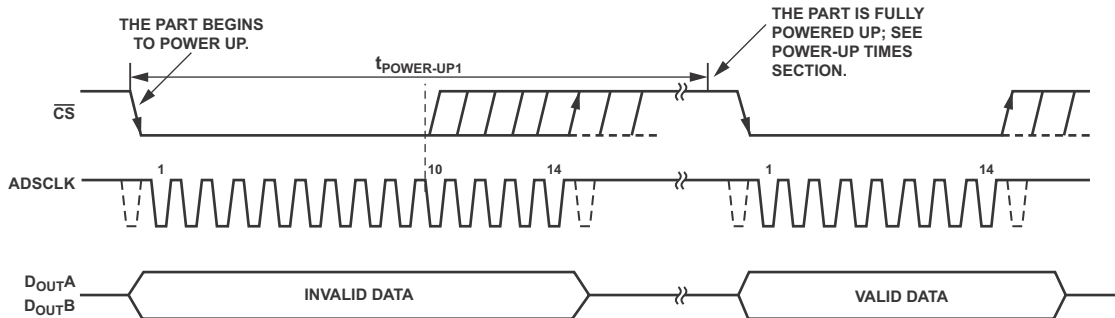 THE PART BEGINS
TO POWER UP.
THE PART IS FULLY
POWERED UP; SEE
POWER-UP TIMES
SECTION.
tPOWER-UP1
CS
ADSCLK
1
10
14
1
14
DOUTA
DOUTB
INVALID DATA
VALID DATA